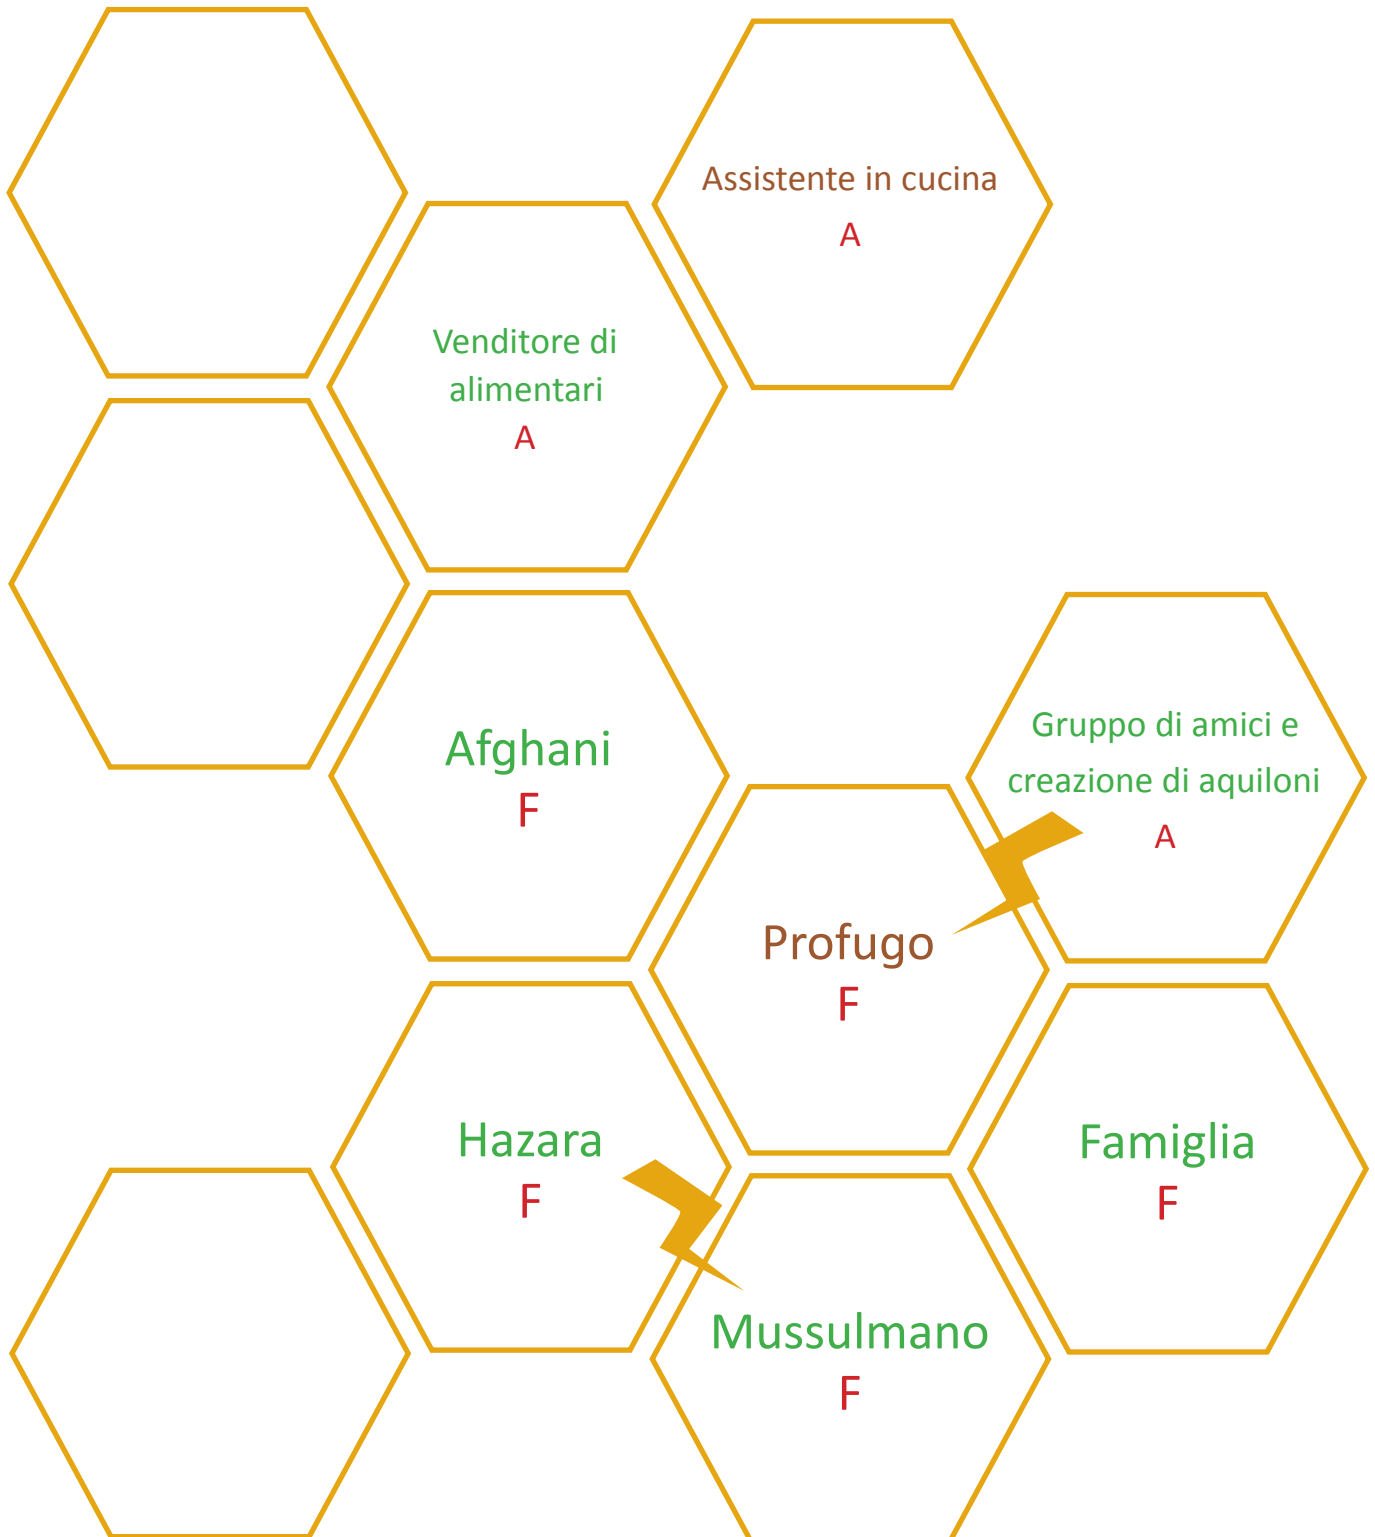 Assistente in cucina
A
Venditore di
alimentari
A
Afghani
F
Gruppo di amici e
creazione di aquiloni
A
Profugo
F
Hazara
F
Famiglia
F
Mussulmano
F